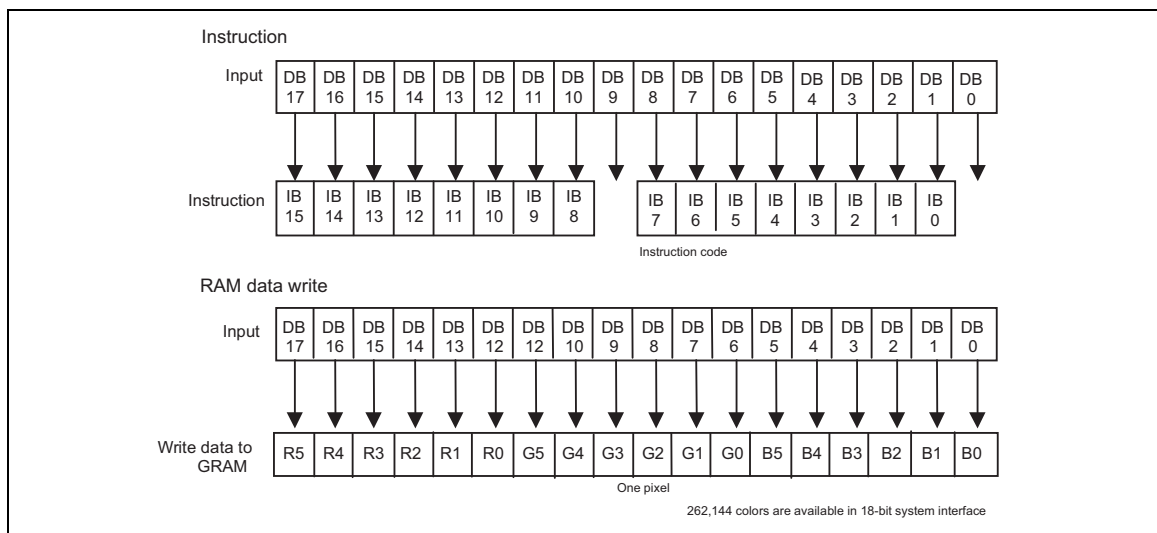 Instruction
Input DB 17 DB 16 DB 15 DB 14 DB 13 DB 12 DB 11 DB 10 DB 9 DB 8 DB 7 DB 6 DB 5 DB 4 DB 3 DB 2 DB 1 DB 0
Instruction IB 15 IB 14 IB 13 IB 12 IB 11 IB 10 IB 9 IB 8 IB 7 IB 6 IB 5 IB 4 IB 3 IB 2 IB 1 IB 0
Instruction code
RAM data write
Input DB 17 DB 16 DB 15 DB 14 DB 13 DB 12 DB 12 DB 10 DB 9 DB 8 DB 7 DB 6 DB 5 DB 4 DB 3 DB 2 DB 1 DB 0
Write data to GRAM R5 R4 R3 R2 R1 R0 G5 G4 G3 G2 G1 G0 B5 B4 B3 B2 B1 B0
One pixel
262,144 colors are available in 18-bit system interface